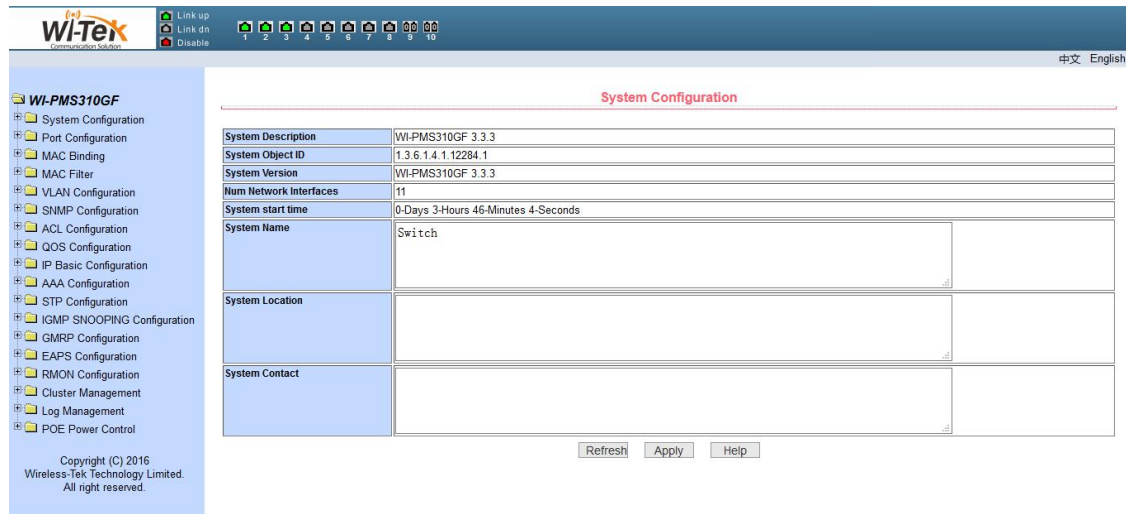 Wi-Tek
Communication Solution
Link up
Link dn
Disable
1 2 3 4 5 6 7 8 9 10
中文 English
WI-PMS310GF
System Configuration
Port Configuration
MAC Binding
MAC Filter
VLAN Configuration
SNMP Configuration
ACL Configuration
QOS Configuration
IP Basic Configuration
AAA Configuration
STP Configuration
IGMP SNOOPING Configuration
GMRP Configuration
EAPS Configuration
RMON Configuration
Cluster Management
Log Management
POE Power Control
Copyright (C) 2016
Wireless-Tek Technology Limited.
All right reserved.
System Configuration
System Description WI-PMS310GF 3.3.3
System Object ID 1.3.6.1.4.1.12284.1
System Version WI-PMS310GF 3.3.3
Num Network Interfaces 11
System start time 0-Days 3-Hours 46-Minutes 4-Seconds
System Name Switch
System Location
System Contact
Refresh Apply Help